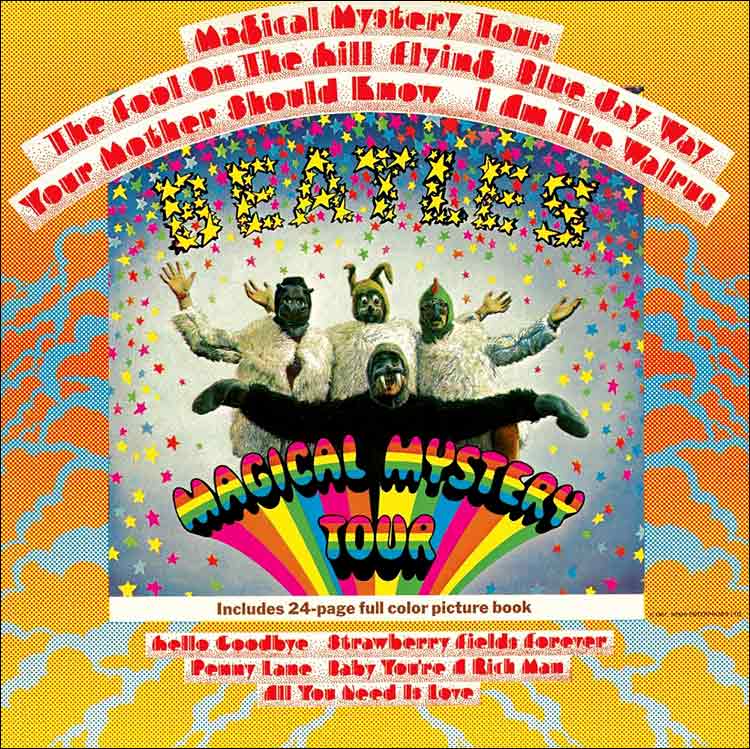 Magical Mystery Tour
The Fool On The Hill Flying Blue Jay Way
Your Mother Should Know I Am The Walrus
BEATLES
MAGICAL MYSTERY
TOUR
Includes 24-page full color picture book
Hello Goodbye Strawberry Fields Forever
Penny Lane Baby You're A Rich Man
All You Need Is Love